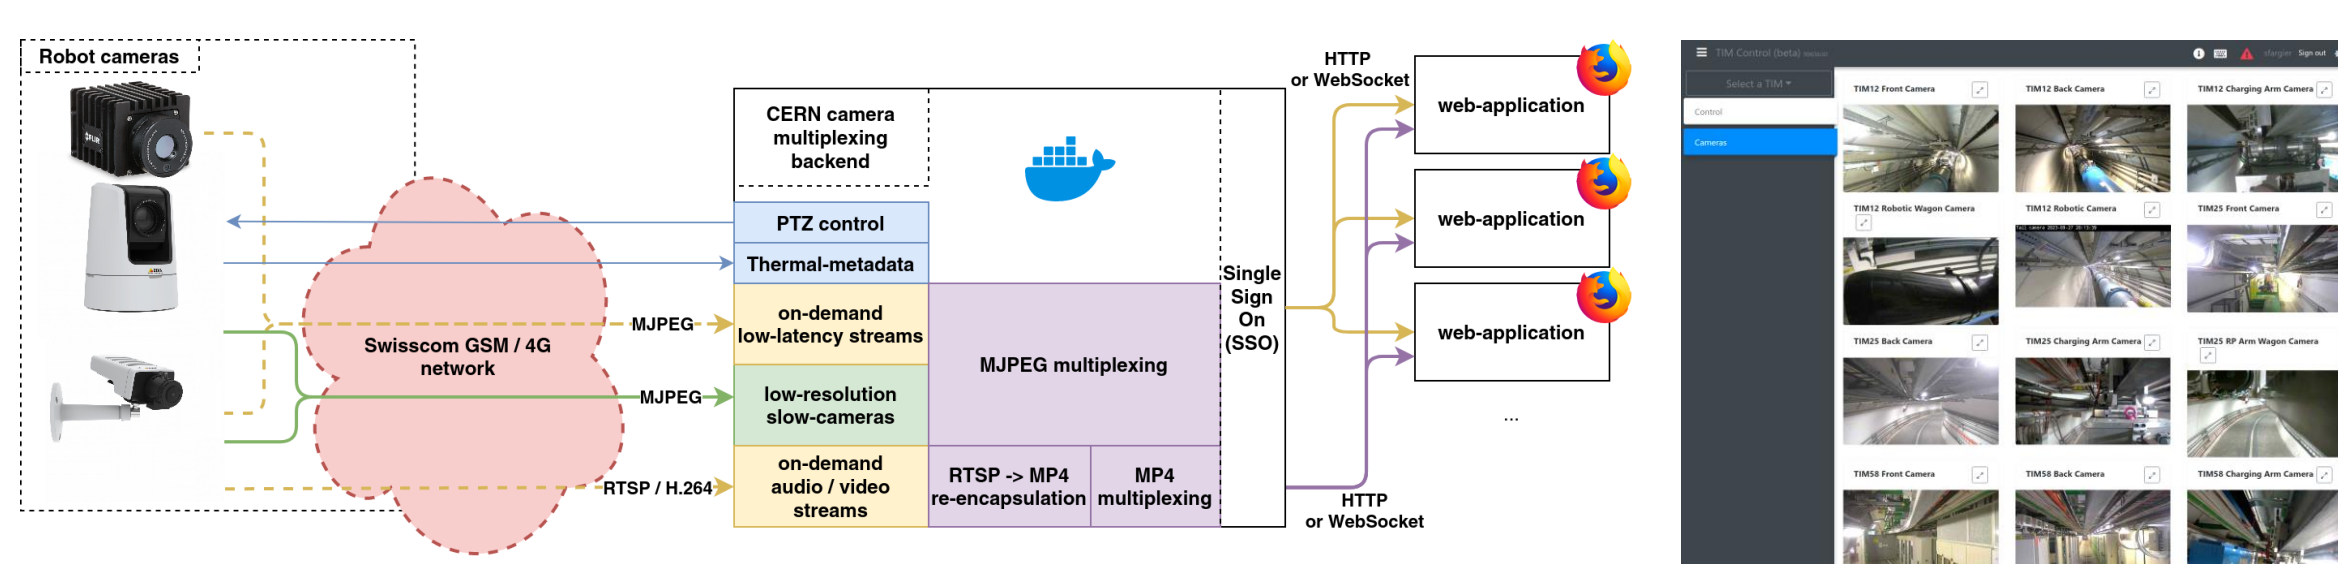 Robot cameras
FLIR
Swisscom GSM / 4G
network
MJPEG
MJPEG
RTSP / H.264
CERN camera
multiplexing
backend
PTZ control
Thermal-metadata
on-demand
low-latency streams
low-resolution
slow-cameras
on-demand
audio / video
streams
MJPEG multiplexing
RTSP -> MP4
re-encapsulation
MP4
multiplexing
Single
Sign
On
(SSO)
HTTP
or WebSocket
HTTP
or WebSocket
web-application
web-application
web-application
...
TIM Control (beta)
sfargier
Sign out
Select a TIM
Control
Cameras
TIM12 Front Camera
TIM12 Back Camera
TIM12 Charging Arm Camera
TIM12 Robotic Wagon Camera
TIM12 Robotic Camera
TIM25 Front Camera
TIM25 Back Camera
TIM25 Charging Arm Camera
TIM25 RP Arm Wagon Camera
TIM58 Front Camera
TIM58 Back Camera
TIM58 Charging Arm Camera